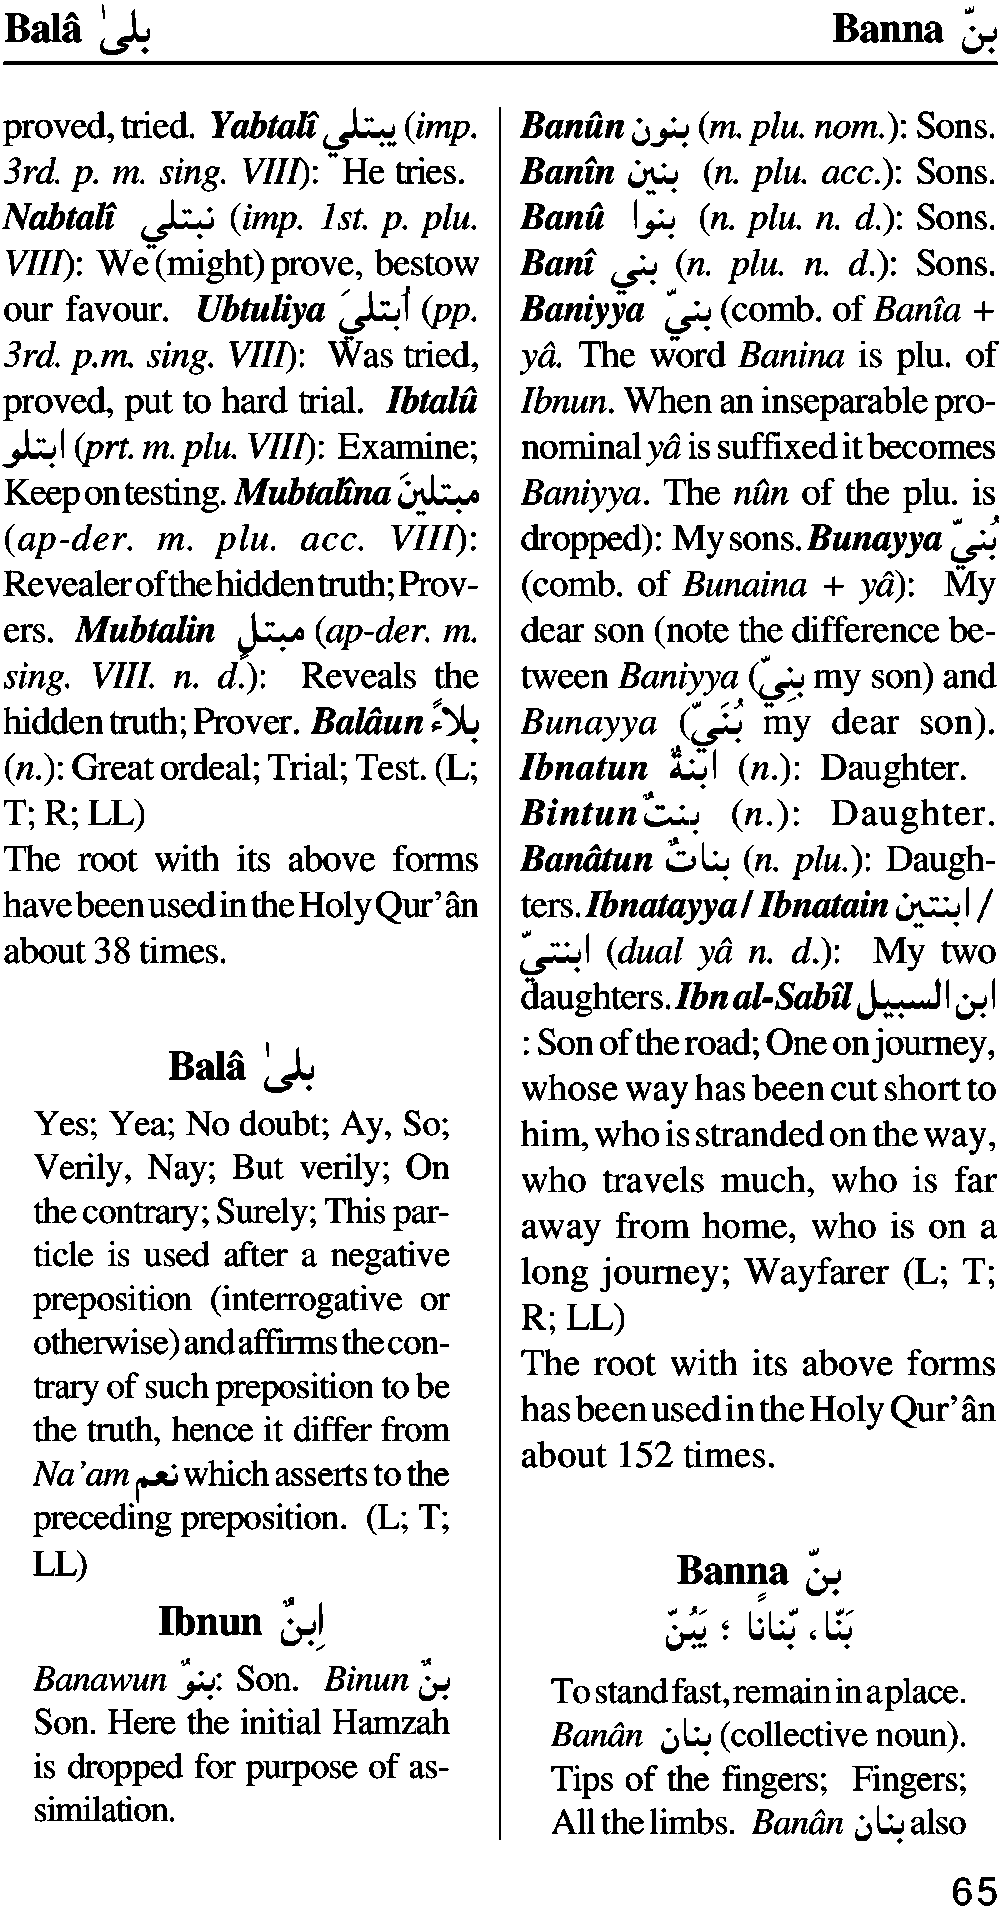 Balâ بلىٰ
Banna بنّ
proved, tried. Yabtalî يبتلي (imp.
3rd. p. m. sing. VIII): He tries.
Nabtalî نبتلي (imp. 1st. p. plu.
VIII): We (might) prove, bestow
our favour. Ubtuliya اُبتليَ (pp.
3rd. p.m. sing. VIII): Was tried,
proved, put to hard trial. Ibtalû
ابتلو (prt. m. plu. VIII): Examine;
Keep on testing. Mubtalîna مبتلينَ
(ap-der. m. plu. acc. VIII):
Revealer of the hidden truth; Prov-
ers. Mubtalin مبتلٍ (ap-der. m.
sing. VIII. n. d.): Reveals the
hidden truth; Prover. Balâun بلاءً
(n.): Great ordeal; Trial; Test. (L;
T; R; LL)
The root with its above forms
have been used in the Holy Qur'ân
about 38 times.
Balâ بلىٰ
Yes; Yea; No doubt; Ay, So;
Verily, Nay; But verily; On
the contrary; Surely; This par-
ticle is used after a negative
preposition (interrogative or
otherwise) and affirms the con-
trary of such preposition to be
the truth, hence it differ from
Na'am نعم which asserts to the
preceding preposition. (L; T;
LL)
Ibnun اِبنٌ
Banawun بنوٌ: Son. Binun بنٌ
Son. Here the initial Hamzah
is dropped for purpose of as-
similation.
Banûn بنون (m. plu. nom.): Sons.
Banîn بنين (n. plu. acc.): Sons.
Banû بنوا (n. plu. n. d.): Sons.
Banî بني (n. plu. n. d.): Sons.
Baniyya بنيّ (comb. of Banîa +
yâ. The word Banina is plu. of
Ibnun. When an inseparable pro-
nominal yâ is suffixed it becomes
Baniyya. The nûn of the plu. is
dropped): My sons. Bunayya بُنيّ
(comb. of Bunaina + yâ): My
dear son (note the difference be-
tween Baniyya (بنِيّ my son) and
Bunayya (بُنَيّ my dear son).
Ibnatun ابنةٌ (n.): Daughter.
Bintun بنتٌ (n.): Daughter.
Banâtun بناتٌ (n. plu.): Daugh-
ters. Ibnatayya / Ibnatain ابنتين /
ابنتيّ (dual yâ n. d.): My two
daughters. Ibn al-Sabîl ابن السبيل
: Son of the road; One on journey,
whose way has been cut short to
him, who is stranded on the way,
who travels much, who is far
away from home, who is on a
long journey; Wayfarer (L; T;
R; LL)
The root with its above forms
has been used in the Holy Qur'ân
about 152 times.
Banna بنّ
بَنّا، بّنانًا ؛ يَبُنّ
To stand fast, remain in a place.
Banân بنان (collective noun).
Tips of the fingers; Fingers;
All the limbs. Banân بنان also
65